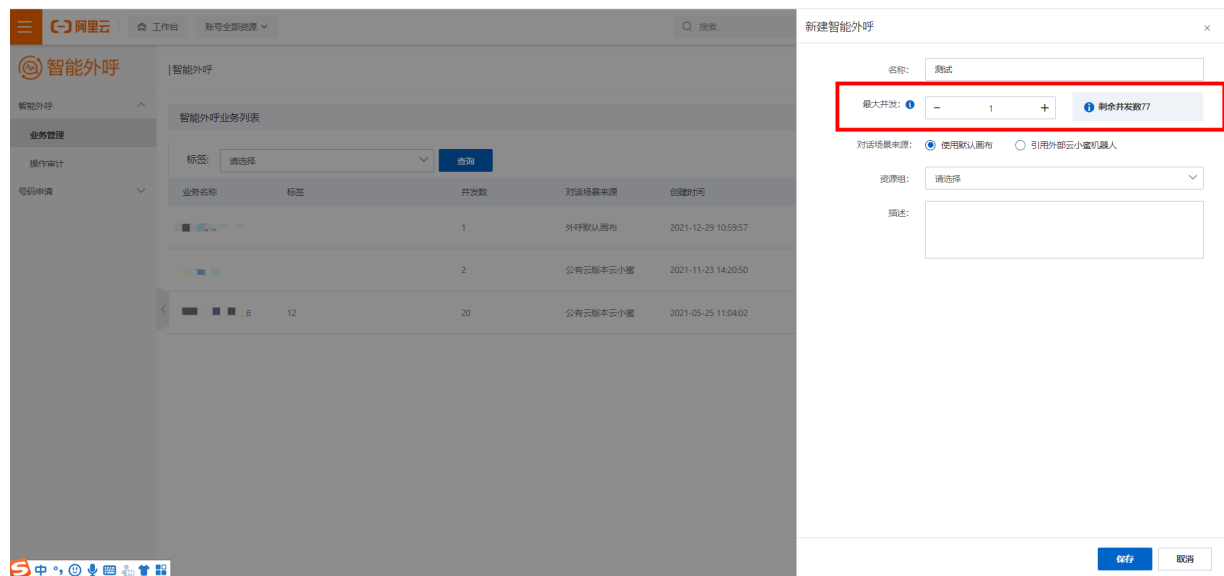 阿里云
工作台
账号全部资源
搜索...
智能外呼
智能外呼
业务管理
操作审计
号码申请
智能外呼
智能外呼业务列表
标签:
请选择
查询
业务名称 标签 并发数 对话场景来源 创建时间
1 外呼默认画布 2021-12-29 10:59:57
2 公有云版本云小蜜 2021-11-23 14:20:50
12 20 公有云版本云小蜜 2021-05-25 11:04:02
新建智能外呼
名称: 测试
最大并发: − 1 + 剩余并发数77
对话场景来源: 使用默认画布 引用外部云小蜜机器人
资源组: 请选择
描述:
保存 取消
中